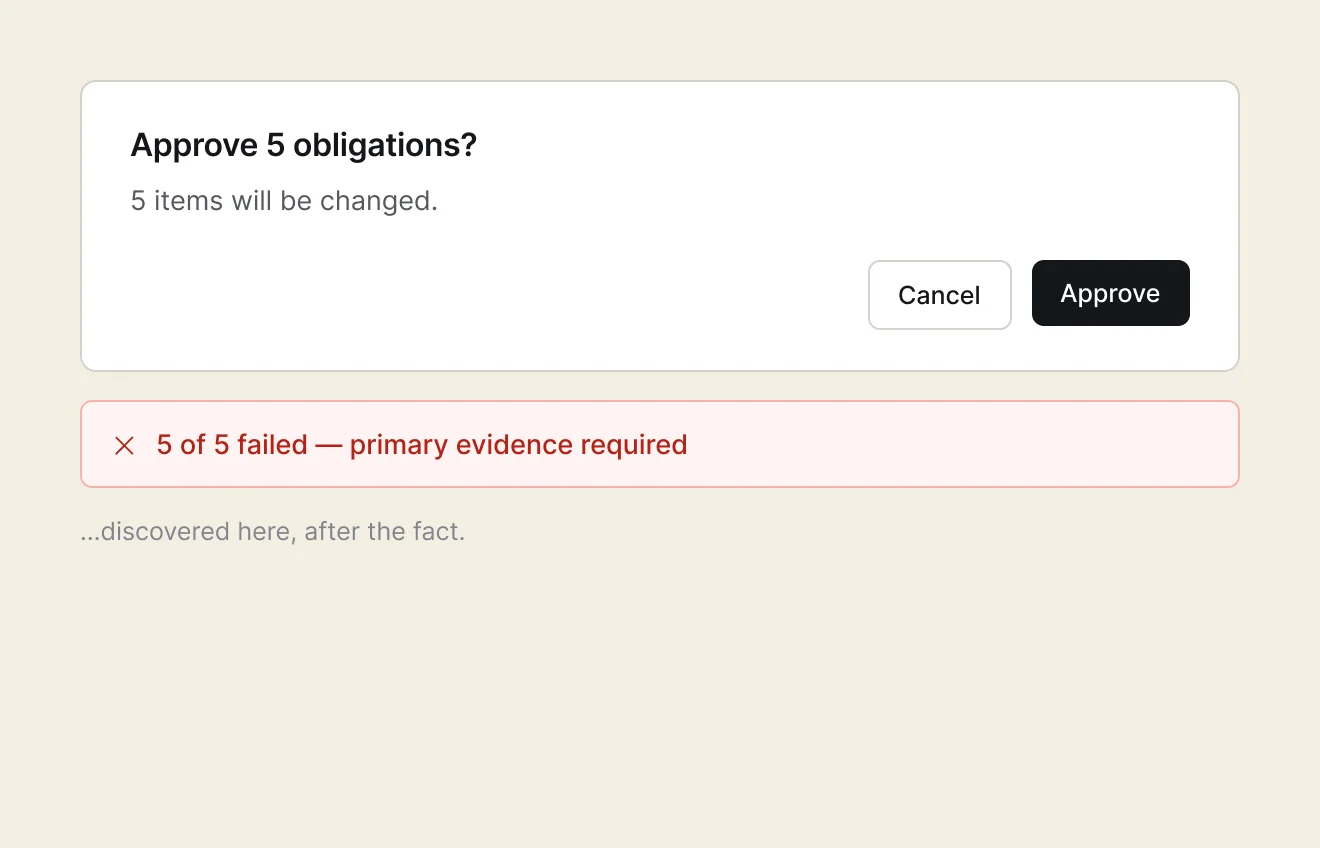 Approve 5 obligations?
5 items will be changed.
Cancel
Approve
5 of 5 failed — primary evidence required
...discovered here, after the fact.